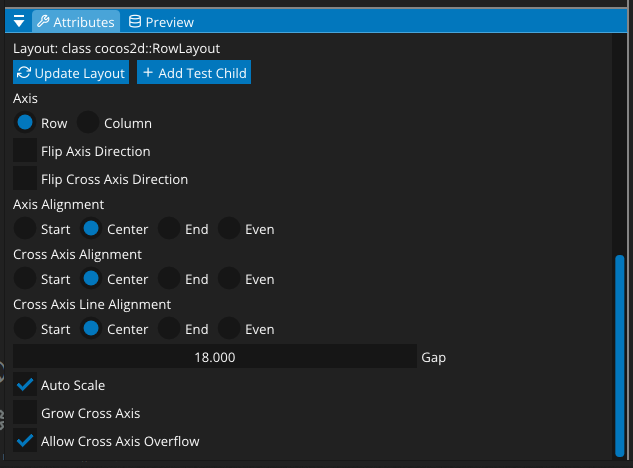 Attributes Preview
Layout: class cocos2d::RowLayout
Update Layout + Add Test Child
Axis
Row Column
Flip Axis Direction
Flip Cross Axis Direction
Axis Alignment
Start Center End Even
Cross Axis Alignment
Start Center End Even
Cross Axis Line Alignment
Start Center End Even
18.000 Gap
Auto Scale
Grow Cross Axis
Allow Cross Axis Overflow